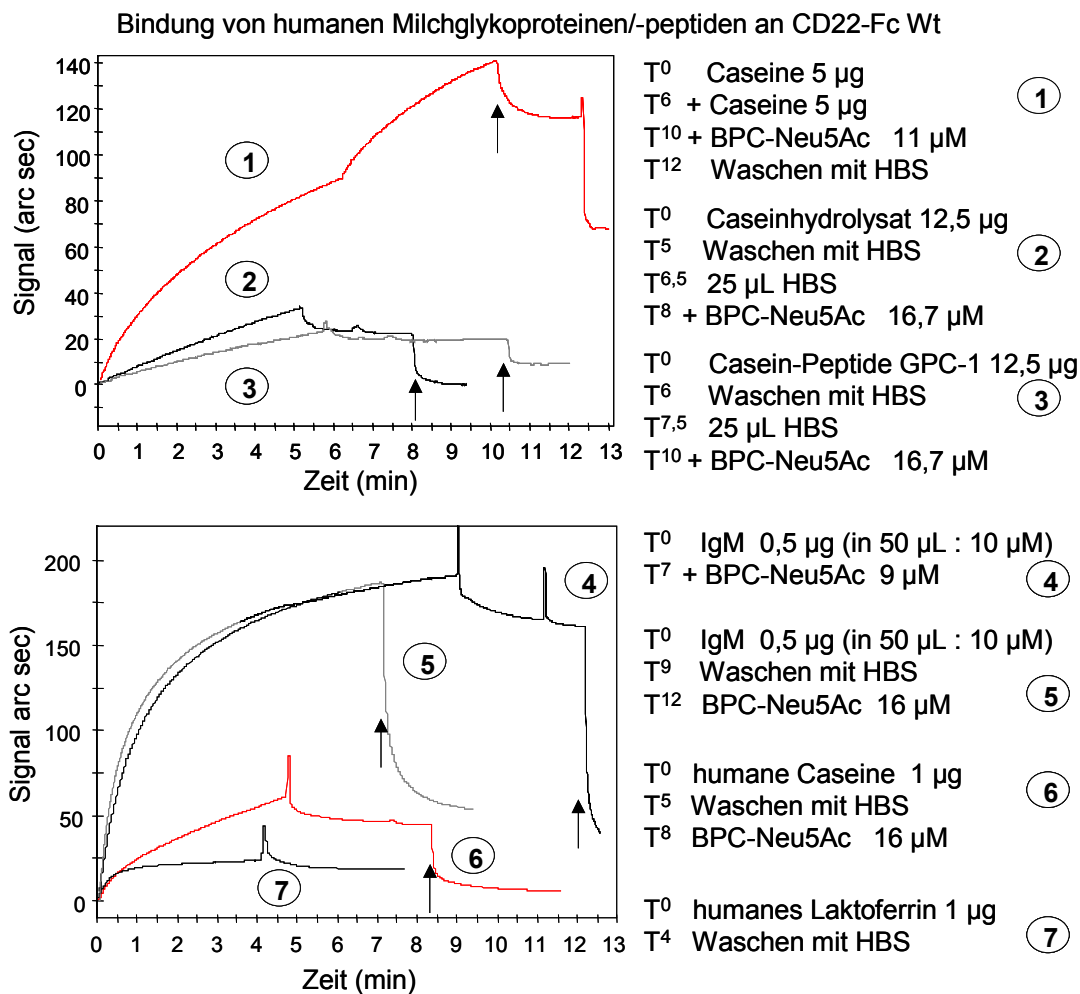 Bindung von humanen Milchglykoproteinen/-peptiden an CD22-Fc Wt
Signal (arc sec)
140
120
100
80
60
40
20
0
1
2
3
0 1 2 3 4 5 6 7 8 9 10 11 12 13
Zeit (min)
T⁰ Caseine 5 µg
T⁶ + Caseine 5 µg
T¹⁰ + BPC-Neu5Ac 11 µM
T¹² Waschen mit HBS
1
T⁰ Caseinhydrolysat 12,5 µg
T⁵ Waschen mit HBS
T⁶,⁵ 25 µL HBS
T⁸ + BPC-Neu5Ac 16,7 µM
2
T⁰ Casein-Peptide GPC-1 12,5 µg
T⁶ Waschen mit HBS
T⁷,⁵ 25 µL HBS
T¹⁰ + BPC-Neu5Ac 16,7 µM
3
Signal arc sec)
200
150
100
50
0
4
5
6
7
0 1 2 3 4 5 6 7 8 9 10 11 12 13
Zeit (min)
T⁰ IgM 0,5 µg (in 50 µL : 10 µM)
T⁷ + BPC-Neu5Ac 9 µM
4
T⁰ IgM 0,5 µg (in 50 µL : 10 µM)
T⁹ Waschen mit HBS
T¹² BPC-Neu5Ac 16 µM
5
T⁰ humane Caseine 1 µg
T⁵ Waschen mit HBS
T⁸ BPC-Neu5Ac 16 µM
6
T⁰ humanes Laktoferrin 1 µg
T⁴ Waschen mit HBS
7